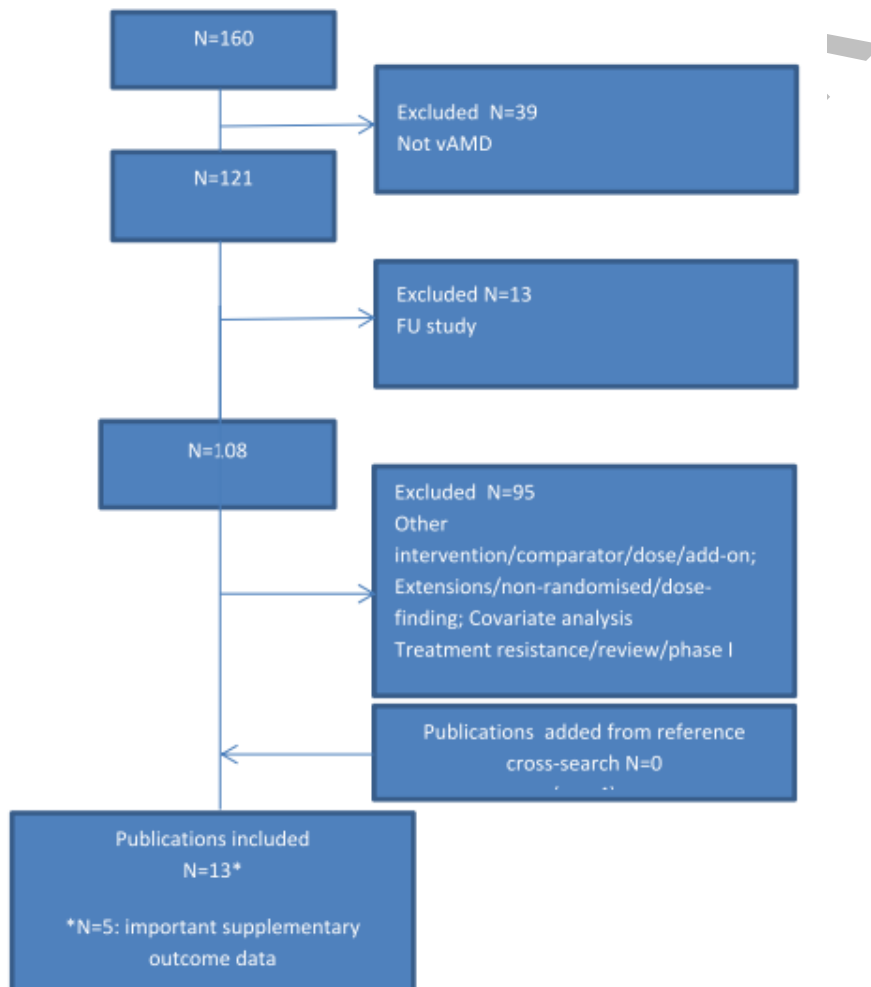 N=160
Excluded N=39
Not vAMD
N=121
Excluded N=13
FU study
N=108
Excluded N=95
Other
intervention/comparator/dose/add-on;
Extensions/non-randomised/dose-
finding; Covariate analysis
Treatment resistance/review/phase I
Publications added from reference
cross-search N=0
Publications included
N=13*
*N=5: important supplementary
outcome data